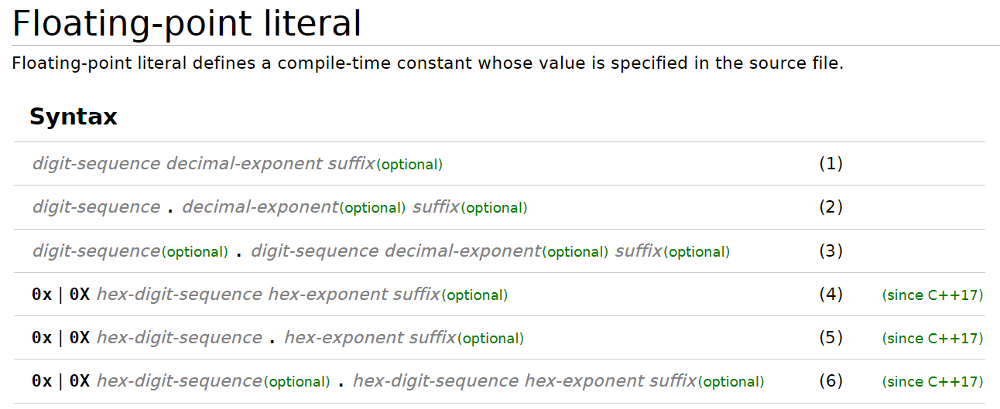 Floating-point literal
Floating-point literal defines a compile-time constant whose value is specified in the source file.
Syntax
digit-sequence decimal-exponent suffix(optional) (1)
digit-sequence . decimal-exponent(optional) suffix(optional) (2)
digit-sequence(optional) . digit-sequence decimal-exponent(optional) suffix(optional) (3)
0x | 0X hex-digit-sequence hex-exponent suffix(optional) (4) (since C++17)
0x | 0X hex-digit-sequence . hex-exponent suffix(optional) (5) (since C++17)
0x | 0X hex-digit-sequence(optional) . hex-digit-sequence hex-exponent suffix(optional) (6) (since C++17)